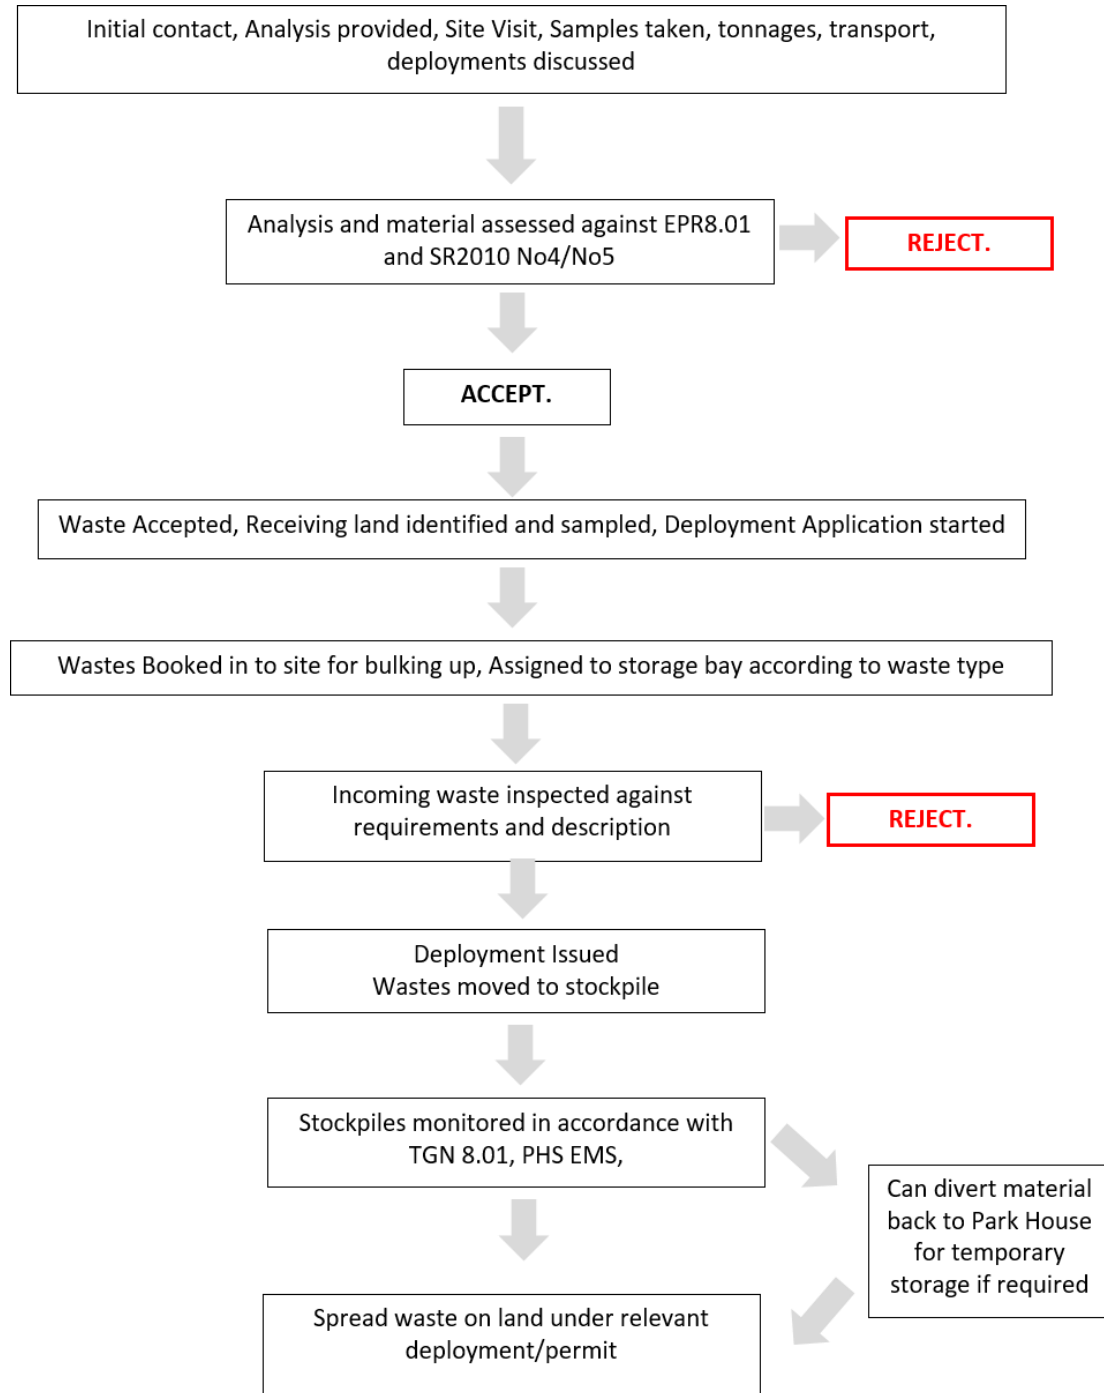 Initial contact, Analysis provided, Site Visit, Samples taken, tonnages, transport,
deployments discussed
Analysis and material assessed against EPR8.01
and SR2010 No4/No5
REJECT.
ACCEPT.
Waste Accepted, Receiving land identified and sampled, Deployment Application started
Wastes Booked in to site for bulking up, Assigned to storage bay according to waste type
Incoming waste inspected against
requirements and description
REJECT.
Deployment Issued
Wastes moved to stockpile
Stockpiles monitored in accordance with
TGN 8.01, PHS EMS,
Can divert material
back to Park House
for temporary
storage if required
Spread waste on land under relevant
deployment/permit